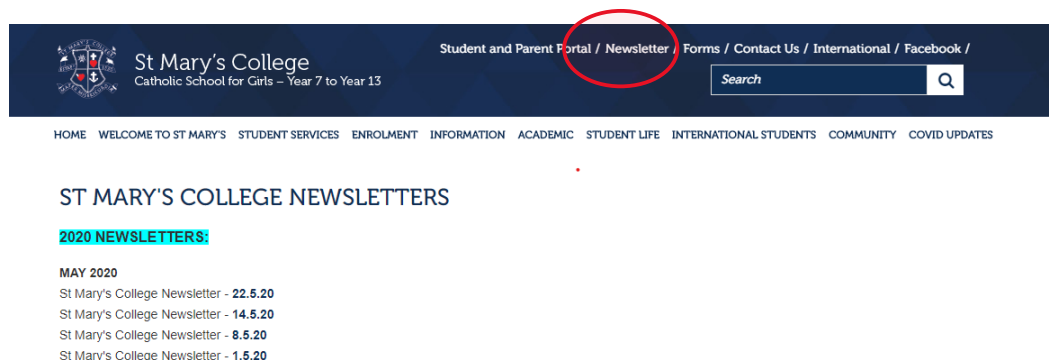 Student and Parent Portal / Newsletter / Forms / Contact Us / International / Facebook /
St Mary's College
Catholic School for Girls – Year 7 to Year 13
Search
HOME WELCOME TO ST MARY'S STUDENT SERVICES ENROLMENT INFORMATION ACADEMIC STUDENT LIFE INTERNATIONAL STUDENTS COMMUNITY COVID UPDATES
ST MARY'S COLLEGE NEWSLETTERS
2020 NEWSLETTERS:
MAY 2020
St Mary's College Newsletter - 22.5.20
St Mary's College Newsletter - 14.5.20
St Mary's College Newsletter - 8.5.20
St Mary's College Newsletter - 1.5.20